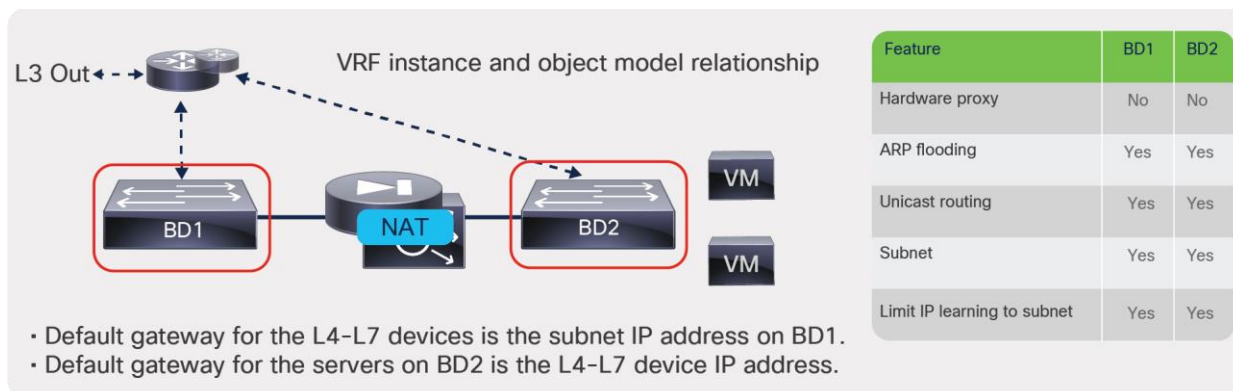 VRF instance and object model relationship
L3 Out
BD1
NAT
BD2
VM
VM
· Default gateway for the L4-L7 devices is the subnet IP address on BD1.
· Default gateway for the servers on BD2 is the L4-L7 device IP address.
Feature BD1 BD2
Hardware proxy No No
ARP flooding Yes Yes
Unicast routing Yes Yes
Subnet Yes Yes
Limit IP learning to subnet Yes Yes